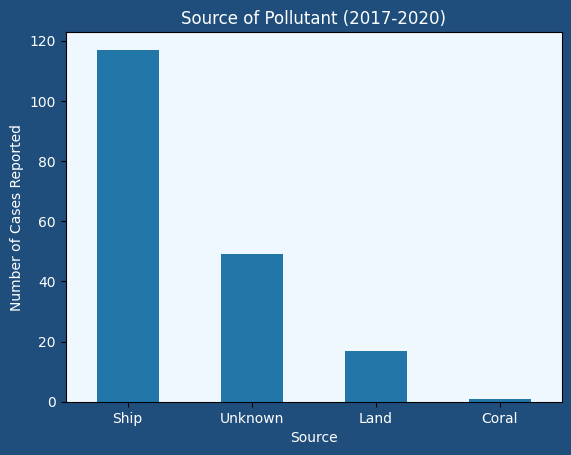 Source of Pollutant (2017-2020)
Number of Cases Reported
120
100
80
60
40
20
0
Ship Unknown Land Coral
Source